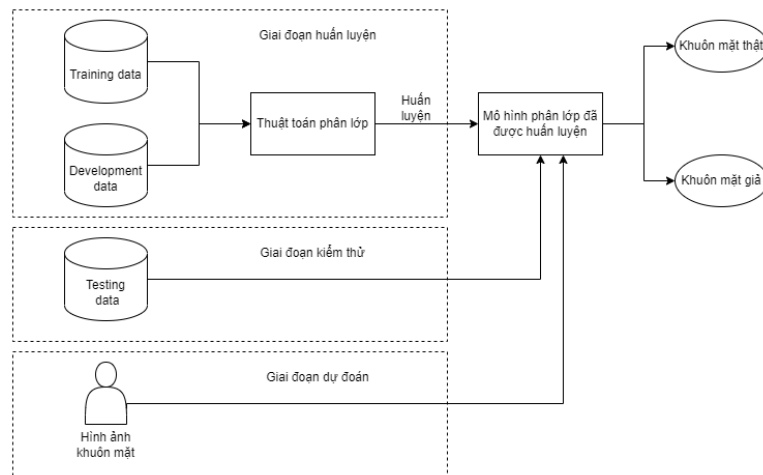 Giai đoạn huấn luyện
Training data
Development
data
Thuật toán phân lớp
Huấn
luyện
Mô hình phân lớp đã
được huấn luyện
Khuôn mặt thật
Khuôn mặt giả
Giai đoạn kiểm thử
Testing
data
Giai đoạn dự đoán
Hình ảnh
khuôn mặt